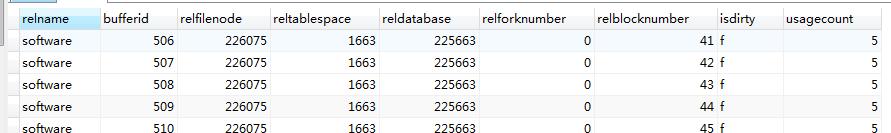 relname bufferid relfilenode reltablespace reldatabase relforknumber relblocknumber isdirty usagecount
software 506 226075 1663 225663 0 41 f 5
software 507 226075 1663 225663 0 42 f 5
software 508 226075 1663 225663 0 43 f 5
software 509 226075 1663 225663 0 44 f 5
software 510 226075 1663 225663 0 45 f 5